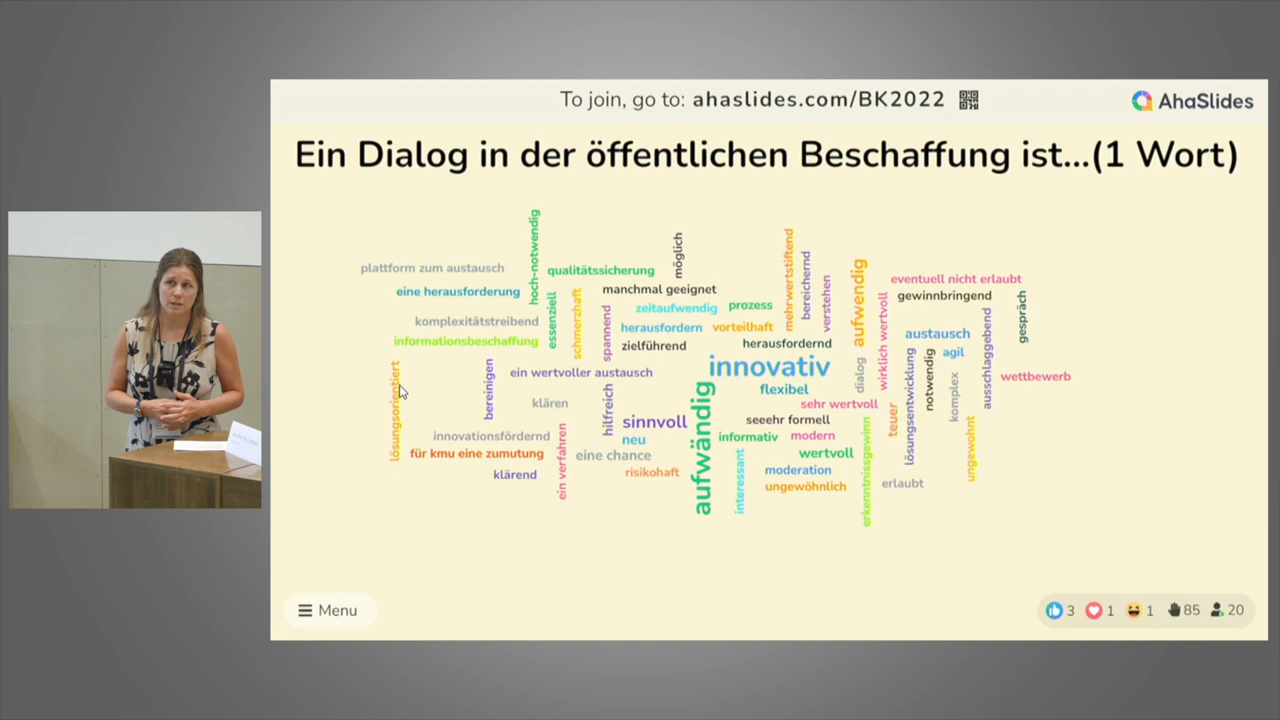 To join, go to: ahaslides.com/BK2022
AhaSlides
Ein Dialog in der öffentlichen Beschaffung ist...(1 Wort)
plattform zum austausch
hoch-notwendig
qualitätssicherung
möglich
mehrwertstiftend
bereichernd
verstehen
aufwendig
eventuell nicht erlaubt
eine herausforderung
essenziell
schmerzhaft
manchmal geeignet
gewinnbringend
gespräch
zeitaufwendig
prozess
komplexitätstreibend
spannend
herausfordern
vorteilhaft
wirklich wertvoll
austausch
ausschlaggebend
informationsbeschaffung
zielführend
herausfordernd
agil
lösungsorientiert
bereinigen
ein wertvoller austausch
innovativ
dialog
lösungsentwicklung
notwendig
komplex
wettbewerb
flexibel
klären
hilfreich
aufwändig
sehr wertvoll
teuer
sinnvoll
seeehr formell
innovationsfördernd
neu
informativ
modern
erkenntnissgewinn
ungewohnt
für kmu eine zumutung
ein verfahren
eine chance
wertvoll
klärend
risikohaft
interessant
moderation
ungewöhnlich
erlaubt
Menu
3 1 1 85 20